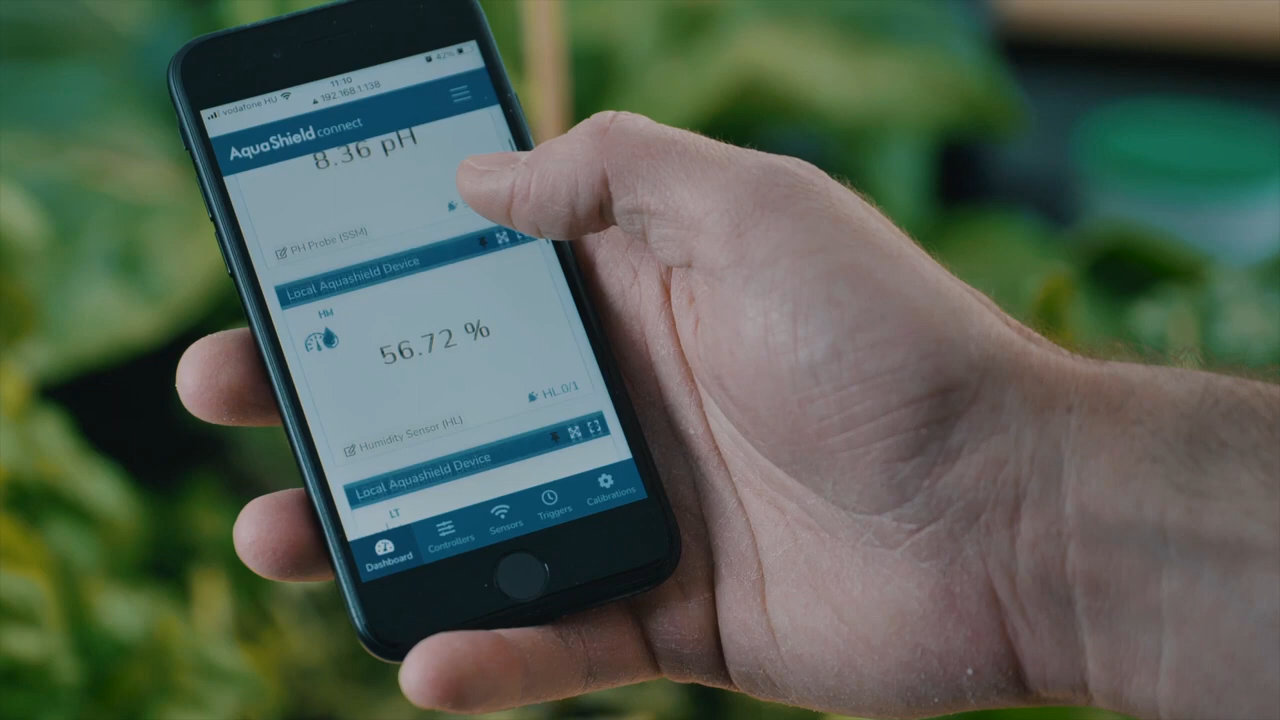 vodafone HU
11:10
42%
192.168.1.138
AquaShield connect
8.36 pH
PH Probe (SSM)
Local Aquashield Device
HM
56.72 %
HL.0/1
Humidity Sensor (HL)
Local Aquashield Device
LT
Dashboard
Controllers
Sensors
Triggers
Calibrations